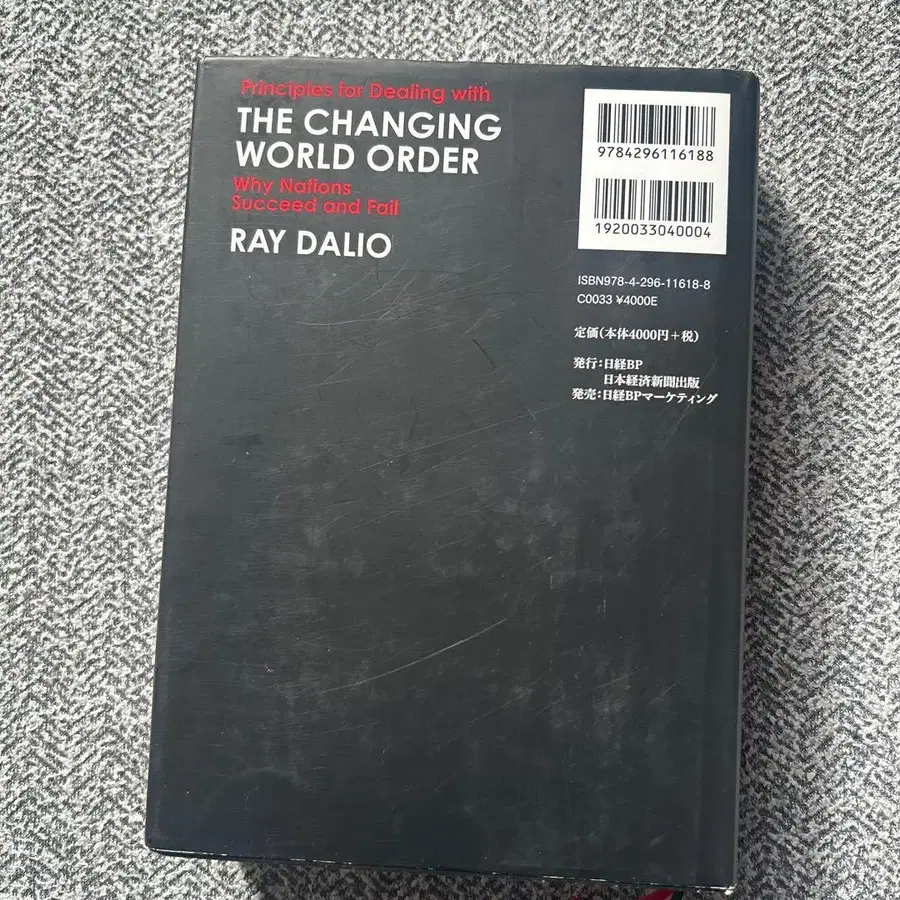 Principles for Dealing with
THE CHANGING
WORLD ORDER
Why Nations
Succeed and Fail
RAY DALIO
9784296116188
1920033040004
ISBN978-4-296-11618-8
C0033 ¥4000E
定価(本体4000円+税)
発行:日経BP
日本経済新聞出版
発売:日経BPマーケティング